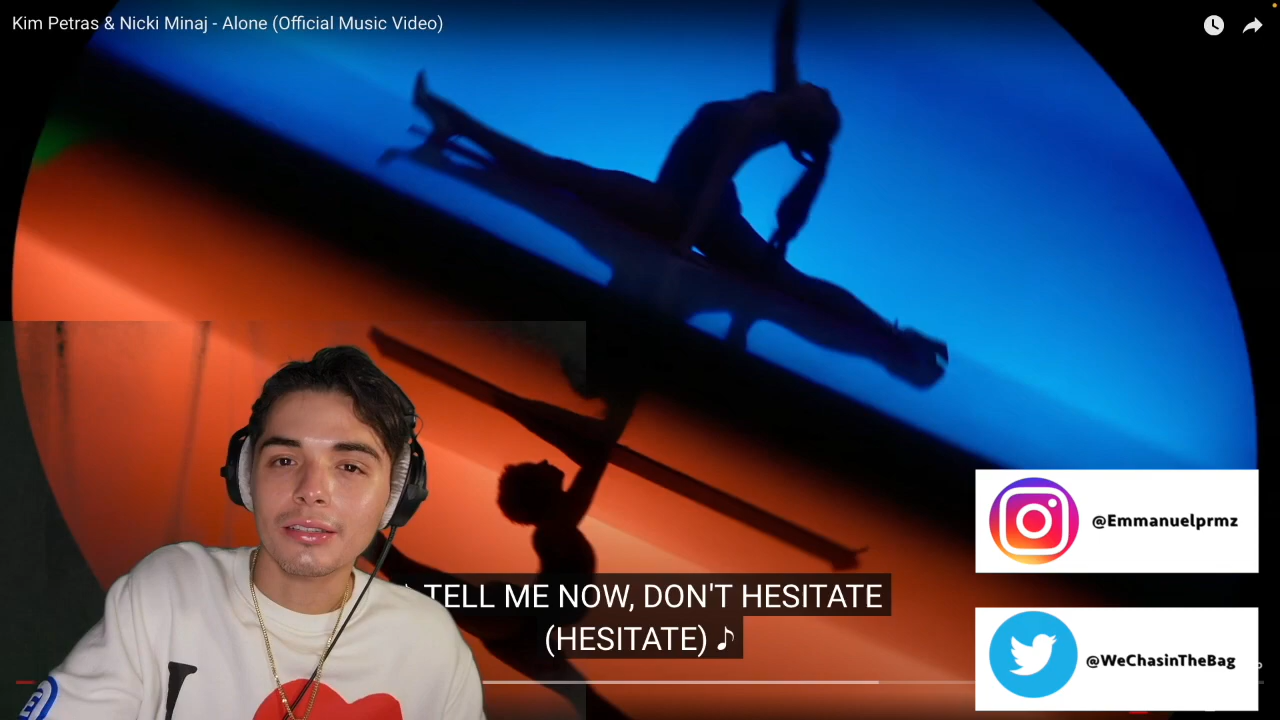 Kim Petras & Nicki Minaj - Alone (Official Music Video)
@Emmanuelprmz
TELL ME NOW, DON'T HESITATE
(HESITATE) ♪
@WeChasinTheBag